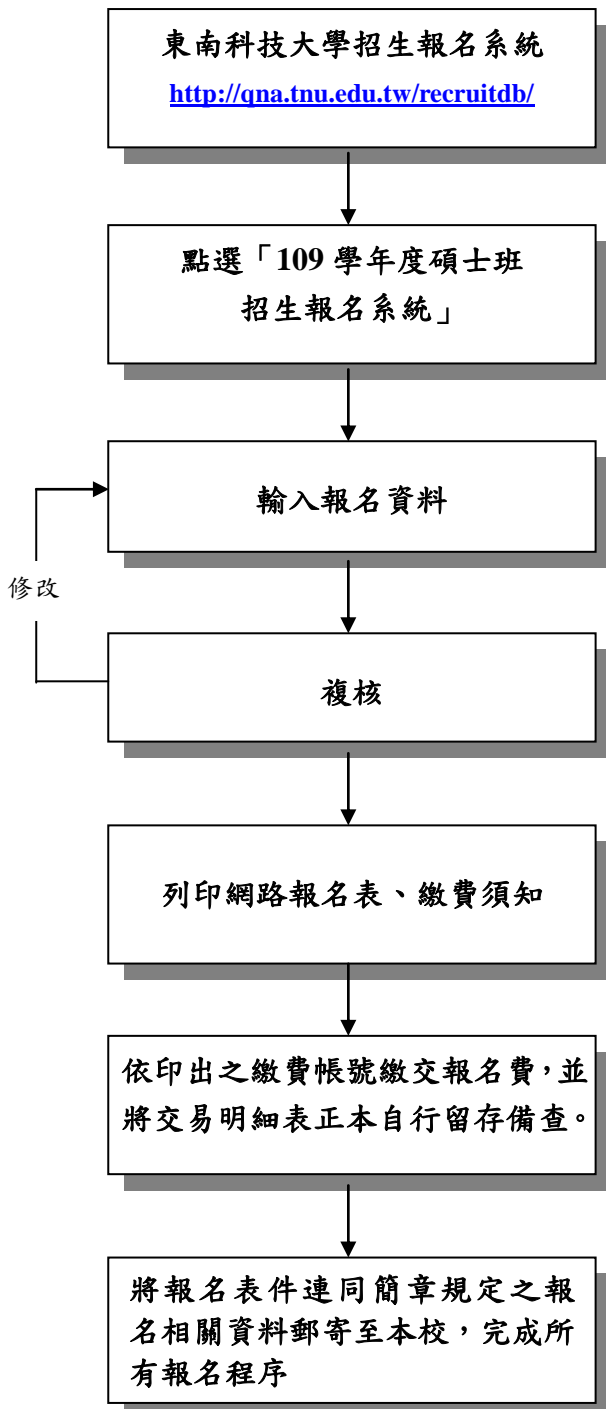 東南科技大學招生報名系統
http://qna.tnu.edu.tw/recruitdb/
點選「109 學年度碩士班
招生報名系統」
輸入報名資料
修改
複核
列印網路報名表、繳費須知
依印出之繳費帳號繳交報名費，並
將交易明細表正本自行留存備查。
將報名表件連同簡章規定之報
名相關資料郵寄至本校，完成所
有報名程序